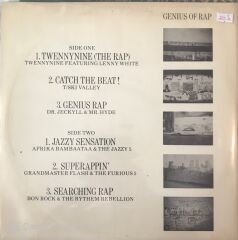 GENIUS OF RAP
SIDE ONE
1. TWENNYNINE (THE RAP)
TWENNYNINE FEATURING LENNY WHITE
2. CATCH THE BEAT!
T/SKI VALLEY
3. GENIUS RAP
DR. JECKYLL & MR. HYDE
SIDE TWO
1. JAZZY SENSATION
AFRIKA BAMBAATAA & THE JAZZY 5
2. SUPERAPPIN'
GRANDMASTER FLASH & THE FURIOUS 5
3. SEARCHING RAP
BON ROCK & THE RYTHEM REBELLION